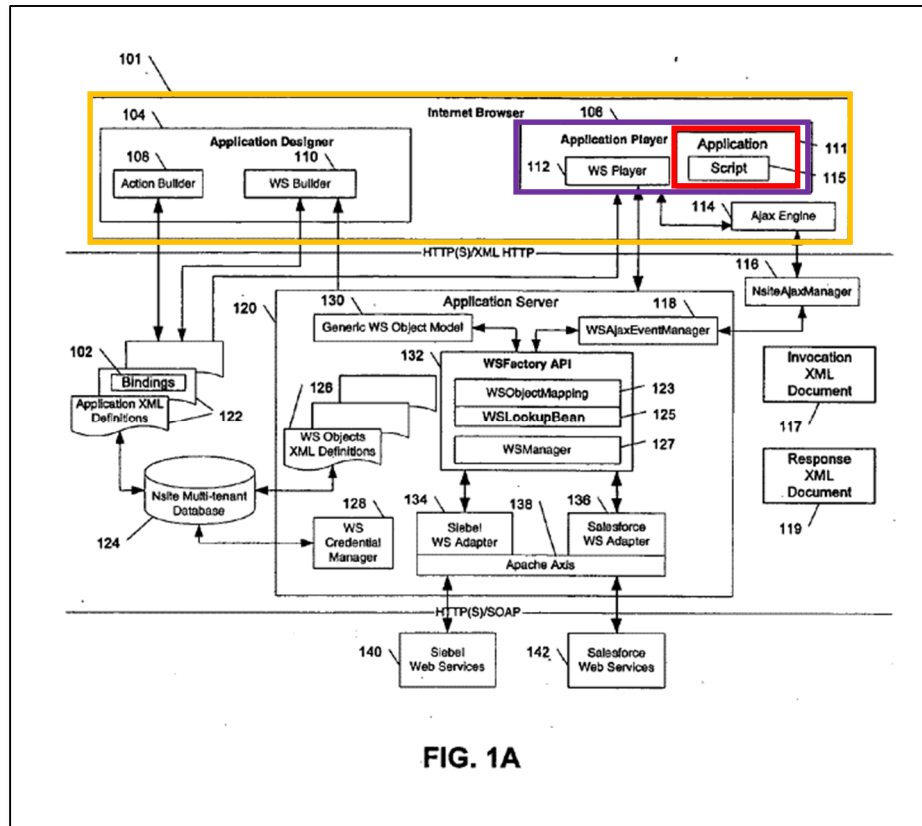 101
106
Internet Browser
104
Application Designer
108
110
Action Builder
WS Builder
Application Player
112
WS Player
Application
Script
111
115
114
Ajax Engine
HTTP(S)/XML HTTP
116
NsiteAjaxManager
120
130
Application Server
118
Generic WS Object Model
WSAjaxEventManager
132
WSFactory API
WSObjectMapping
123
WSLookupBean
125
WSManager
127
102
Bindings
Application XML
Definitions
122
126
WS Objects
XML Definitions
Invocation
XML
Document
117
Response
XML
Document
119
Nsite Multi-tenant
Database
124
128
WS
Credential
Manager
134
138
136
Siebel
WS Adapter
Salesforce
WS Adapter
Apache Axis
HTTP(S)/SOAP
140
Siebel
Web Services
142
Salesforce
Web Services
FIG. 1A